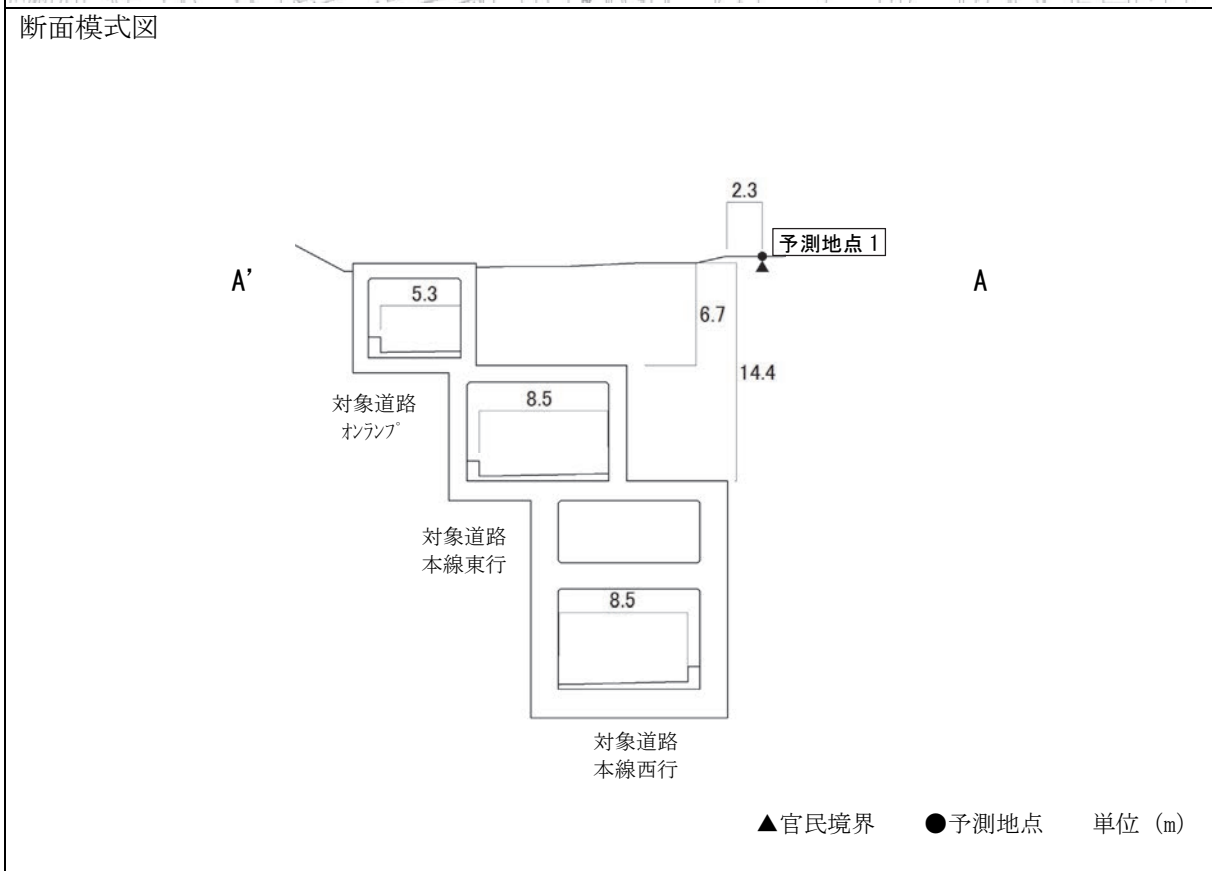 断面模式図
2.3
予測地点 1
A'
A
5.3
6.7
14.4
対象道路
オンランプ
8.5
対象道路
本線東行
8.5
対象道路
本線西行
▲官民境界 ●予測地点 単位 (m)